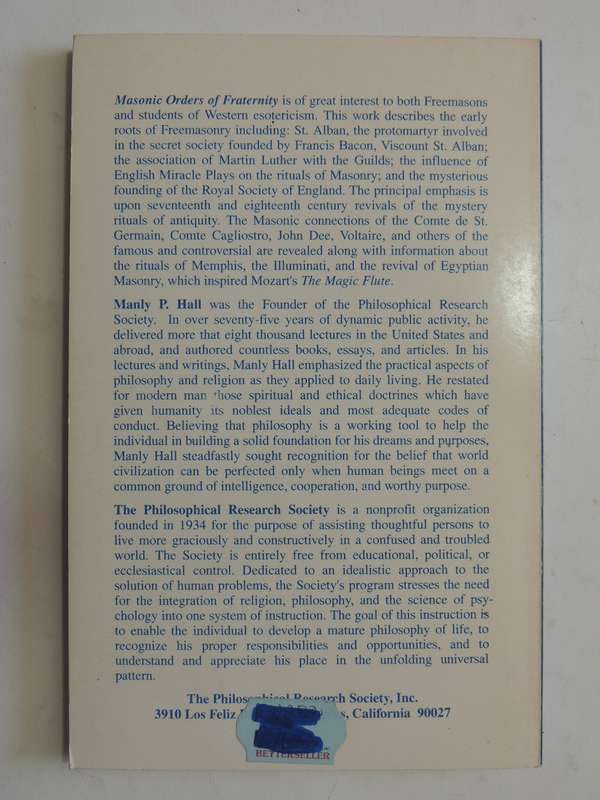 Masonic Orders of Fraternity is of great interest to both Freemasons
and students of Western esotericism. This work describes the early
roots of Freemasonry including: St. Alban, the protomartyr involved
in the secret society founded by Francis Bacon, Viscount St. Alban;
the association of Martin Luther with the Guilds; the influence of
English Miracle Plays on the rituals of Masonry; and the mysterious
founding of the Royal Society of England. The principal emphasis is
upon seventeenth and eighteenth century revivals of the mystery
rituals of antiquity. The Masonic connections of the Comte de St.
Germain, Comte Cagliostro, John Dee, Voltaire, and others of the
famous and controversial are revealed along with information about
the rituals of Memphis, the Illuminati, and the revival of Egyptian
Masonry, which inspired Mozart's The Magic Flute.
Manly P. Hall was the Founder of the Philosophical Research
Society. In over seventy-five years of dynamic public activity, he
delivered more that eight thousand lectures in the United States and
abroad, and authored countless books, essays, and articles. In his
lectures and writings, Manly Hall emphasized the practical aspects of
philosophy and religion as they applied to daily living. He restated
for modern man those spiritual and ethical doctrines which have
given humanity its noblest ideals and most adequate codes of
conduct. Believing that philosophy is a working tool to help the
individual in building a solid foundation for his dreams and purposes,
Manly Hall steadfastly sought recognition for the belief that world
civilization can be perfected only when human beings meet on a
common ground of intelligence, cooperation, and worthy purpose.
The Philosophical Research Society is a nonprofit organization
founded in 1934 for the purpose of assisting thoughtful persons to
live more graciously and constructively in a confused and troubled
world. The Society is entirely free from educational, political, or
ecclesiastical control. Dedicated to an idealistic approach to the
solution of human problems, the Society's program stresses the need
for the integration of religion, philosophy, and the science of psy-
chology into one system of instruction. The goal of this instruction is
to enable the individual to develop a mature philosophy of life, to
recognize his proper responsibilities and opportunities, and to
understand and appreciate his place in the unfolding universal
pattern.
The Philosophical Research Society, Inc.
3910 Los Feliz California 90027
BETTERSELLER